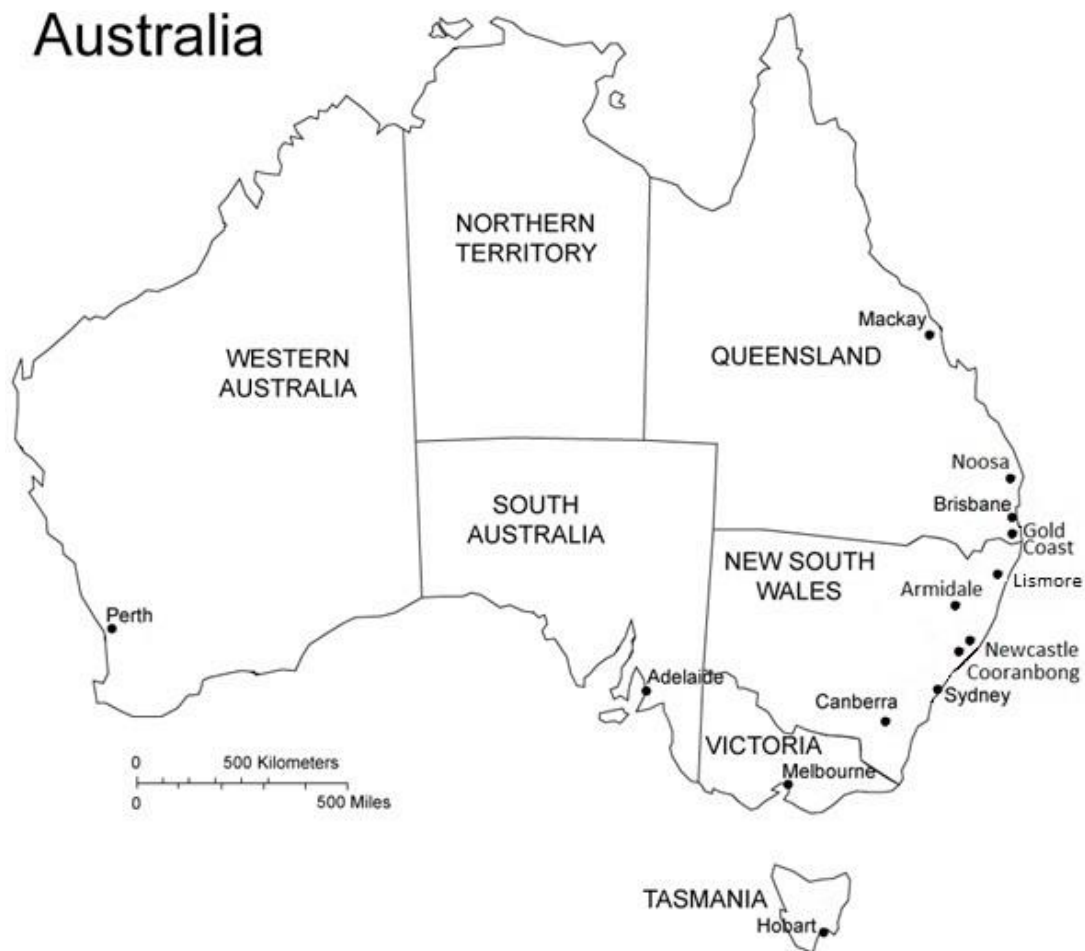 Australia
NORTHERN
TERRITORY
Mackay
WESTERN
AUSTRALIA
QUEENSLAND
Noosa
SOUTH
AUSTRALIA
Brisbane
Gold
Coast
NEW SOUTH
WALES
Lismore
Armidale
Perth
Newcastle
Cooranbong
Adelaide
Sydney
Canberra
VICTORIA
Melbourne
0 500 Kilometers
0 500 Miles
TASMANIA
Hobart